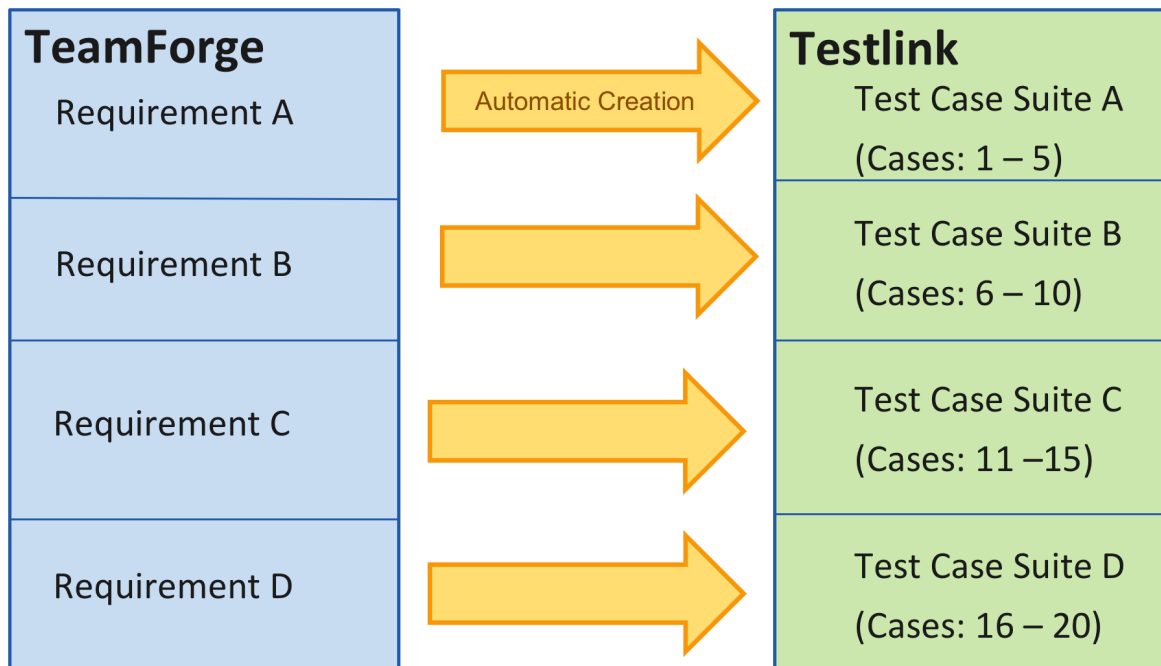 TeamForge
Requirement A
Requirement B
Requirement C
Requirement D
Automatic Creation
Testlink
Test Case Suite A
(Cases: 1 – 5)
Test Case Suite B
(Cases: 6 – 10)
Test Case Suite C
(Cases: 11 –15)
Test Case Suite D
(Cases: 16 – 20)